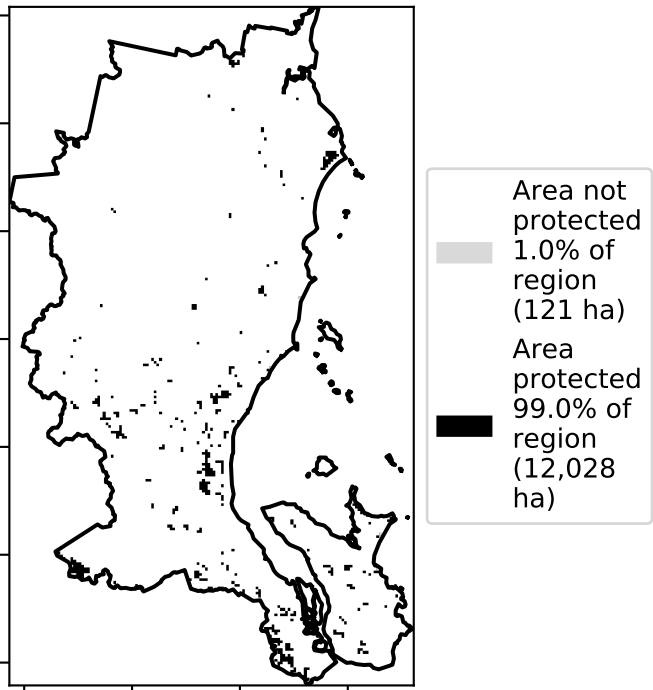 Area not
protected
1.0% of
region
(121 ha)
Area
protected
99.0% of
region
(12,028
ha)